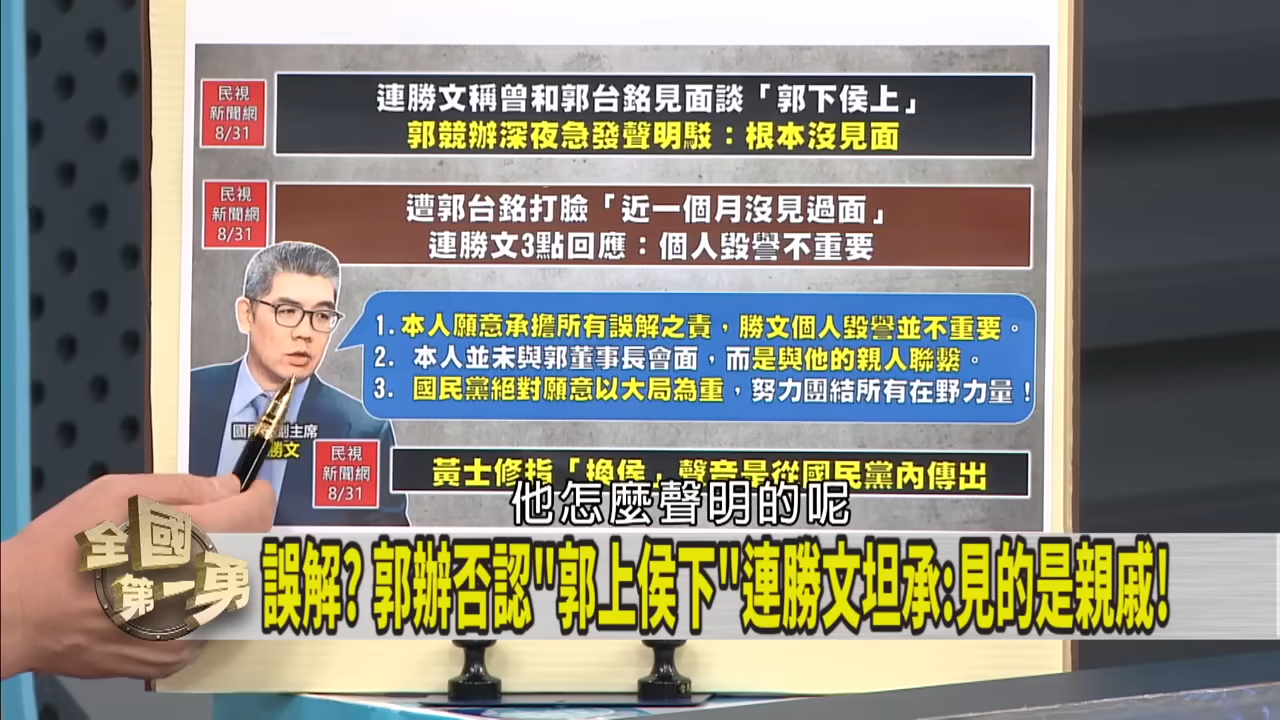 民視
新聞網
8/31
連勝文稱曾和郭台銘見面談「郭下侯上」
郭競辦深夜急發聲明駁：根本沒見面
民視
新聞網
8/31
遭郭台銘打臉「近一個月沒見過面」
連勝文3點回應：個人毀譽不重要
1.本人願意承擔所有誤解之責，勝文個人毀譽並不重要。
2. 本人並未與郭董事長會面，而是與他的親人聯繫。
3. 國民黨絕對願意以大局為重，努力團結所有在野力量！
副主席
勝文
民視
新聞網
8/31
黃士修指「換侯」聲音是從國民黨內傳出
他怎麼聲明的呢
全國
第一勇
誤解？郭辦否認"郭上侯下"連勝文坦承:見的是親戚!